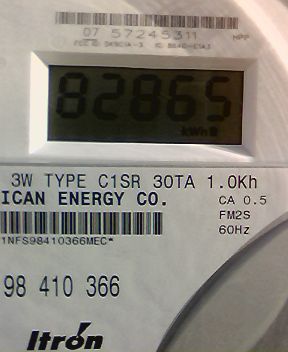 07 57245311
HPP
82865
kWh
3W TYPE C1SR 30TA 1.0Kh
ICAN ENERGY CO.
CA 0.5
FM2S
60Hz
1NFS98410366MEC*
98 410 366
Itron